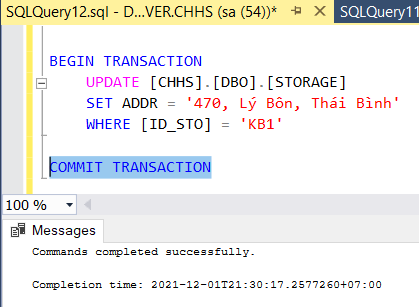 SQLQuery12.sql - D...VER.CHHS (sa (54))*
SQLQuery11
BEGIN TRANSACTION
UPDATE [CHHS].[DBO].[STORAGE]
SET ADDR = '470, Lý Bôn, Thái Bình'
WHERE [ID_STO] = 'KB1'
COMMIT TRANSACTION
100 %
Messages
Commands completed successfully.
Completion time: 2021-12-01T21:30:17.2577260+07:00